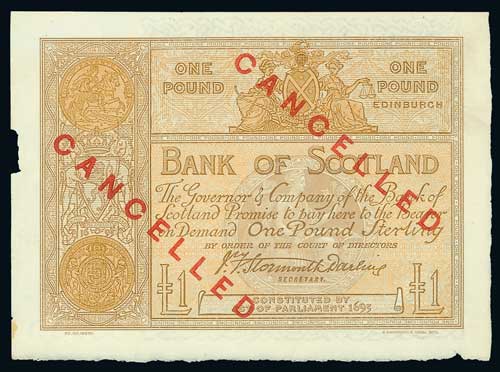 ONE POUND
ONE POUND
EDINBURGH
CANCELLED
CANCELLED
BANK OF SCOTLAND
The Governor & Company of the Bank of
Scotland Promise to pay here to the Bearer
on Demand One Pound Sterling
BY ORDER OF THE COURT OF DIRECTORS
J. F. Stormonth Darling
SECRETARY.
£1
£1
CONSTITUTED BY
OF PARLIAMENT 1695